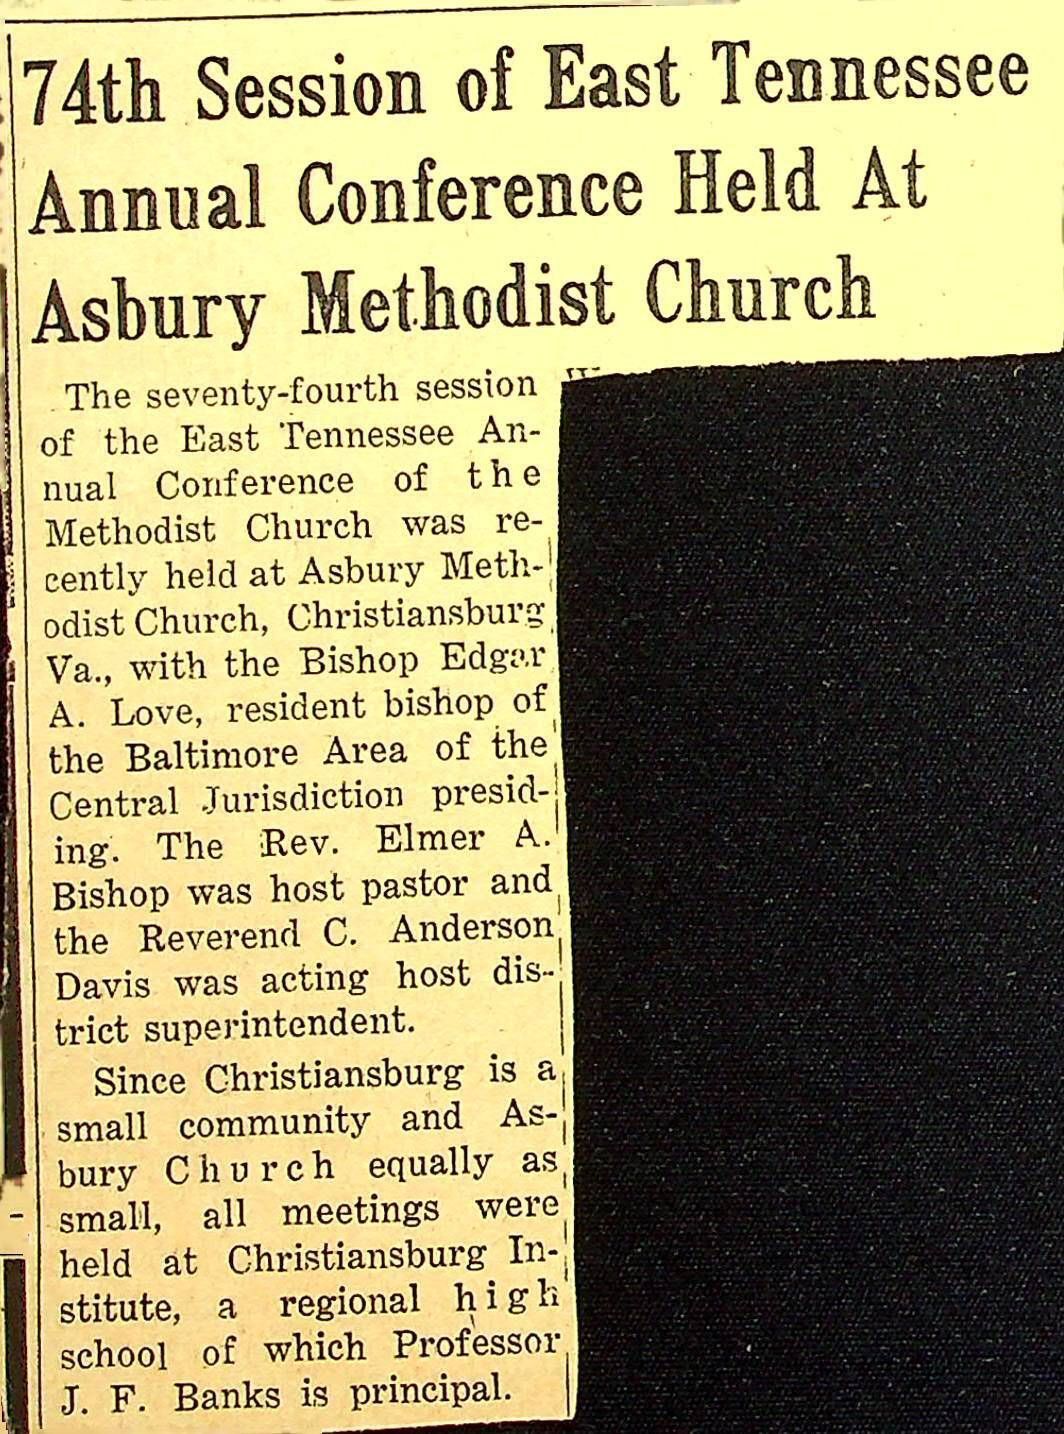 74th Session of East Tennessee
Annual Conference Held At
Asbury Methodist Church
The seventy-fourth session
of the East Tennessee An-
nual Conference of the
Methodist Church was re-
cently held at Asbury Meth-
odist Church, Christiansburg
Va., with the Bishop Edgar
A. Love, resident bishop of
the Baltimore Area of the
Central Jurisdiction presid-
ing. The Rev. Elmer A.
Bishop was host pastor and
the Reverend C. Anderson
Davis was acting host dis-
trict superintendent.
Since Christiansburg is a
small community and As-
bury Church equally as
small, all meetings were
held at Christiansburg In-
stitute, a regional high
school of which Professor
J. F. Banks is principal.